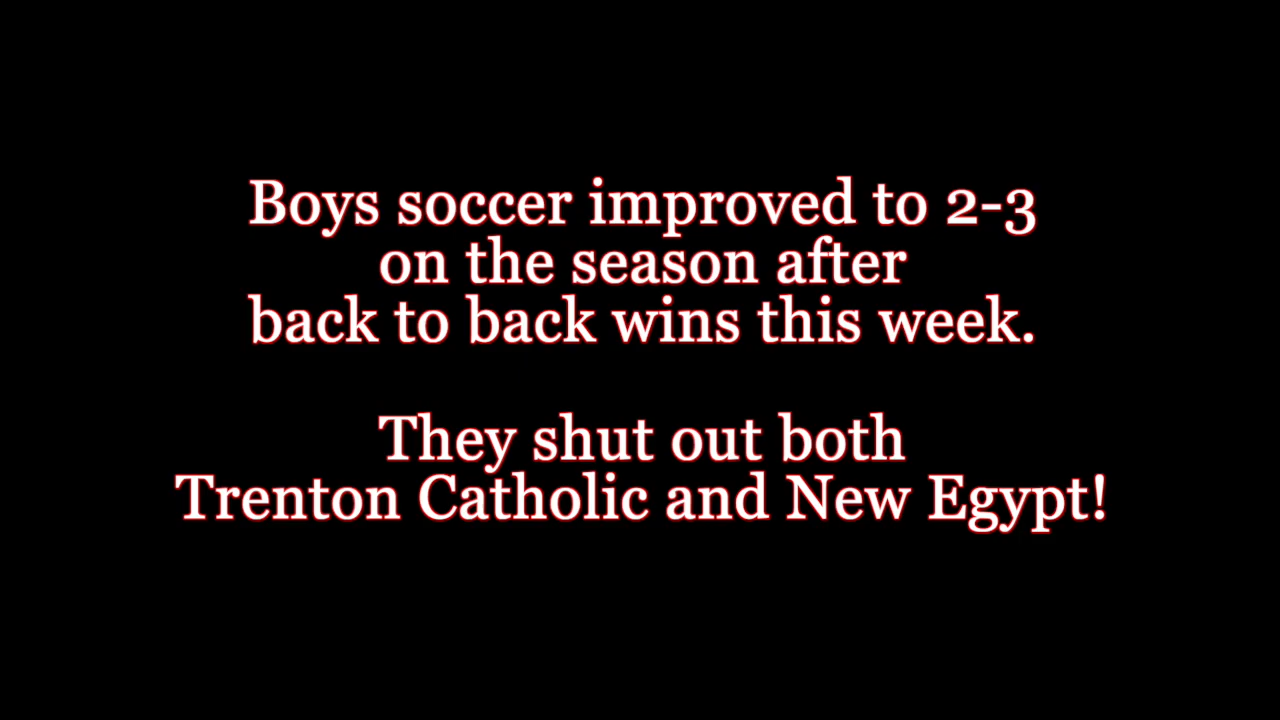 Boys soccer improved to 2-3
on the season after
back to back wins this week.
They shut out both
Trenton Catholic and New Egypt!